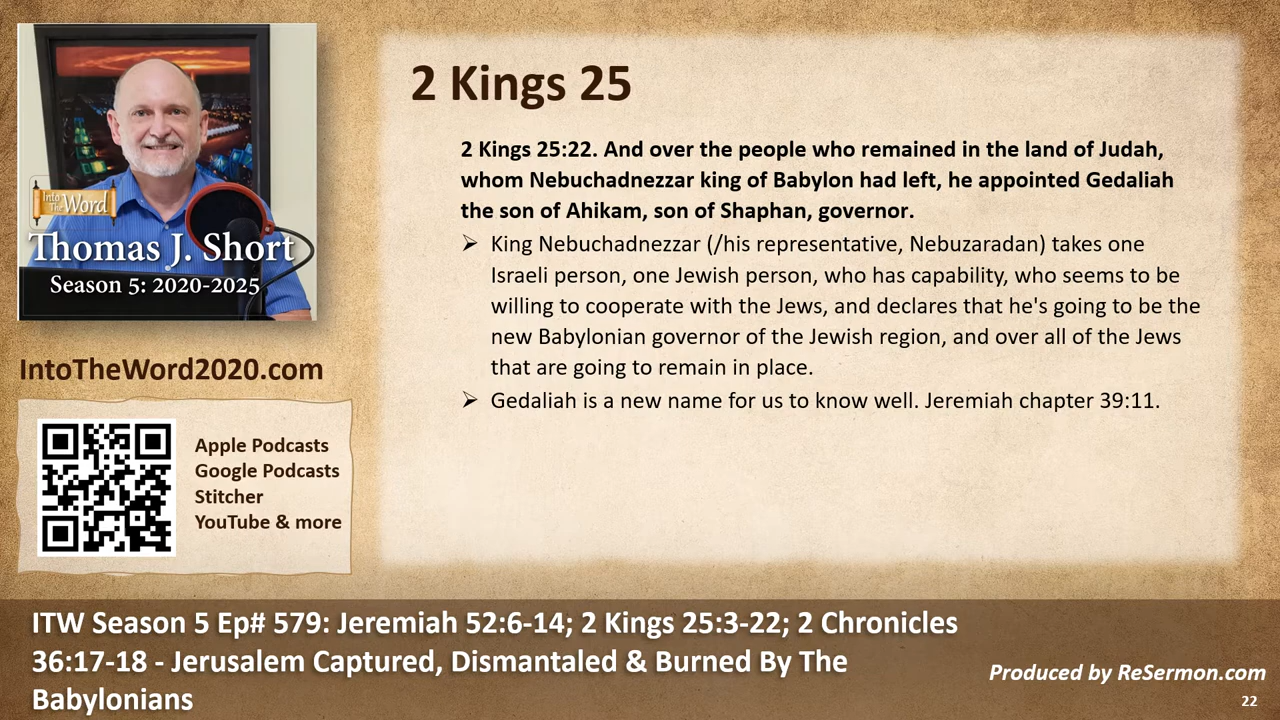 Into
The Word
Thomas J. Short
Season 5: 2020-2025
IntoTheWord2020.com
Apple Podcasts
Google Podcasts
Stitcher
YouTube & more
2 Kings 25
2 Kings 25:22. And over the people who remained in the land of Judah,
whom Nebuchadnezzar king of Babylon had left, he appointed Gedaliah
the son of Ahikam, son of Shaphan, governor.
➢ King Nebuchadnezzar (/his representative, Nebuzaradan) takes one
Israeli person, one Jewish person, who has capability, who seems to be
willing to cooperate with the Jews, and declares that he's going to be the
new Babylonian governor of the Jewish region, and over all of the Jews
that are going to remain in place.
➢ Gedaliah is a new name for us to know well. Jeremiah chapter 39:11.
ITW Season 5 Ep# 579: Jeremiah 52:6-14; 2 Kings 25:3-22; 2 Chronicles
36:17-18 - Jerusalem Captured, Dismantaled & Burned By The
Babylonians
Produced by ReSermon.com
22